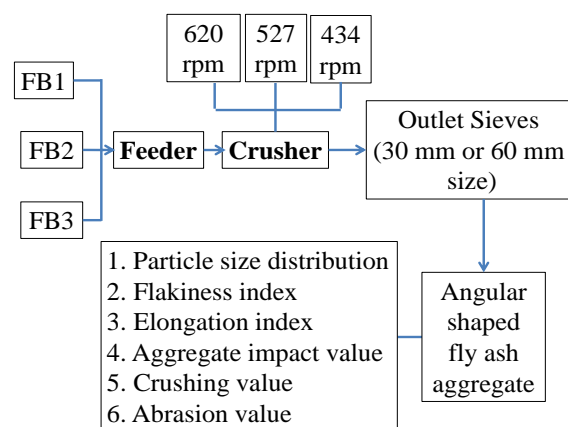 620
rpm
527
rpm
434
rpm
FB1
FB2
FB3
Feeder
Crusher
Outlet Sieves
(30 mm or 60 mm
size)
1. Particle size distribution
2. Flakiness index
3. Elongation index
4. Aggregate impact value
5. Crushing value
6. Abrasion value
Angular
shaped
fly ash
aggregate